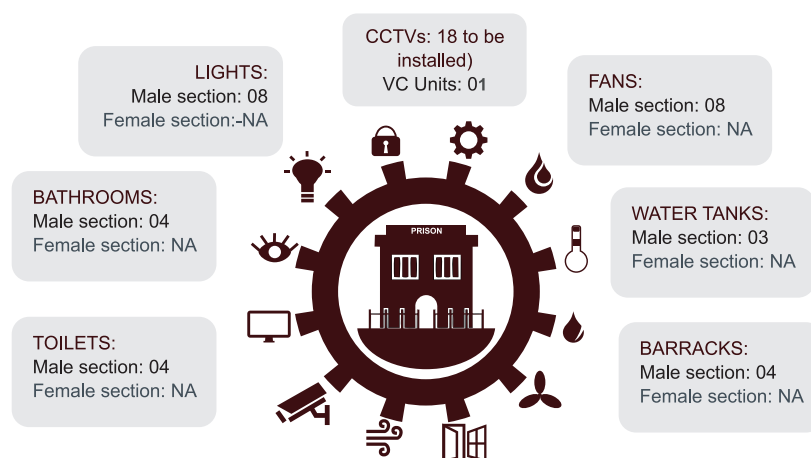 CCTVs: 18 to be
installed)
VC Units: 01
LIGHTS:
Male section: 08
Female section:-NA
FANS:
Male section: 08
Female section: NA
BATHROOMS:
Male section: 04
Female section: NA
WATER TANKS:
Male section: 03
Female section: NA
PRISON
TOILETS:
Male section: 04
Female section: NA
BARRACKS:
Male section: 04
Female section: NA